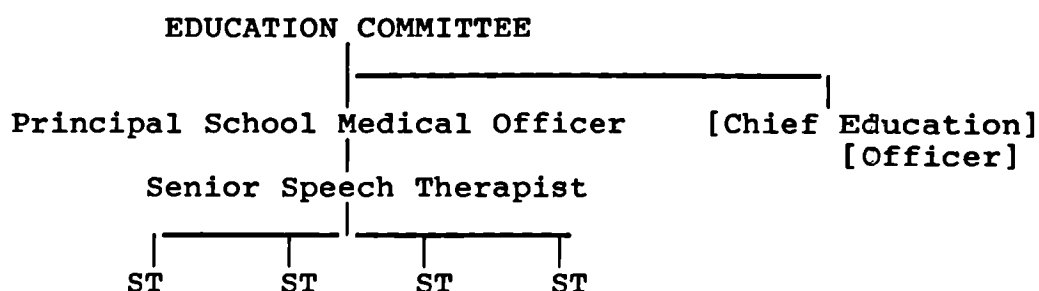 EDUCATION COMMITTEE
Principal School Medical Officer [Chief Education]
[Officer]
Senior Speech Therapist
ST ST ST ST